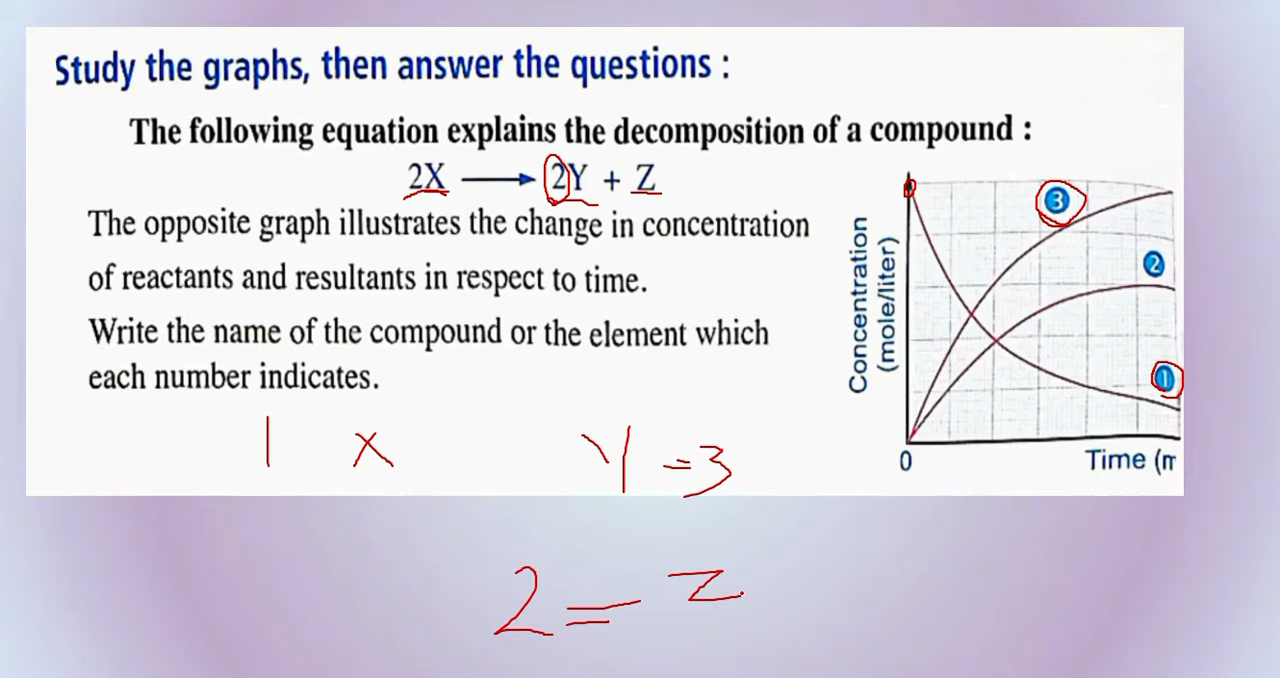 Study the graphs, then answer the questions :
The following equation explains the decomposition of a compound :
2X ⟶ 2Y + Z
The opposite graph illustrates the change in concentration
of reactants and resultants in respect to time.
Write the name of the compound or the element which
each number indicates.
Concentration
(mole/liter)
3
2
1
0
Time (m
1 X
Y = 3
2 = Z